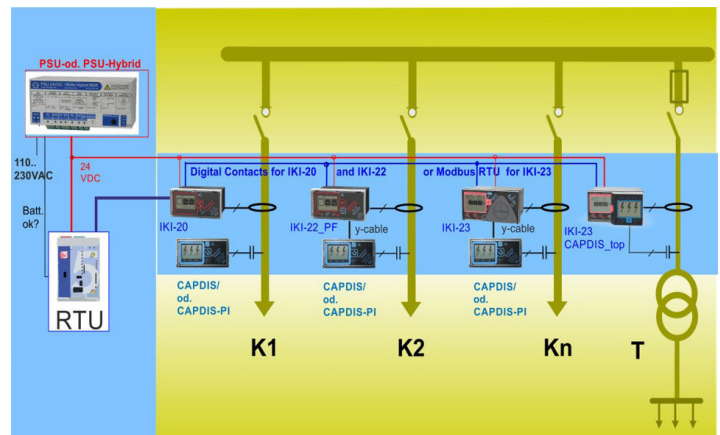 PSU-od. PSU-Hybrid
PSU 24VDC
110..
230VAC
24
VDC
Batt.
ok?
RTU
Digital Contacts for IKI-20 and IKI-22 or Modbus RTU for IKI-23
IKI-20
IKI-22_PF
y-cable
IKI-23
y-cable
IKI-23
CAPDIS_top
CAPDIS/
od.
CAPDIS-PI
CAPDIS/
od.
CAPDIS-PI
CAPDIS/
od.
CAPDIS-PI
K1
K2
Kn
T